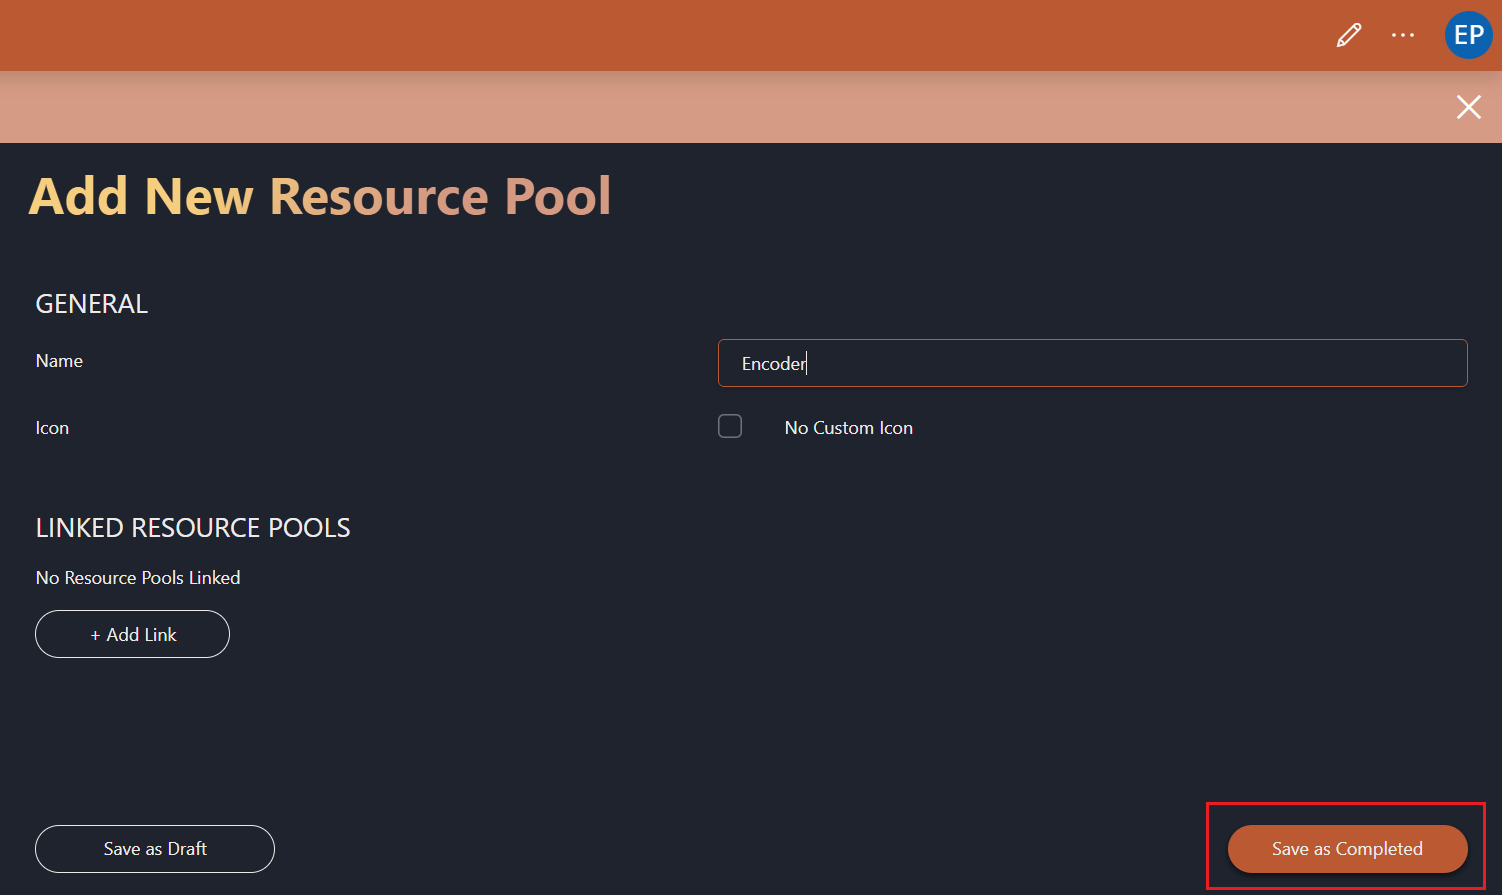 EP
Add New Resource Pool
GENERAL
Name
Encoder
Icon
No Custom Icon
LINKED RESOURCE POOLS
No Resource Pools Linked
+ Add Link
Save as Draft
Save as Completed